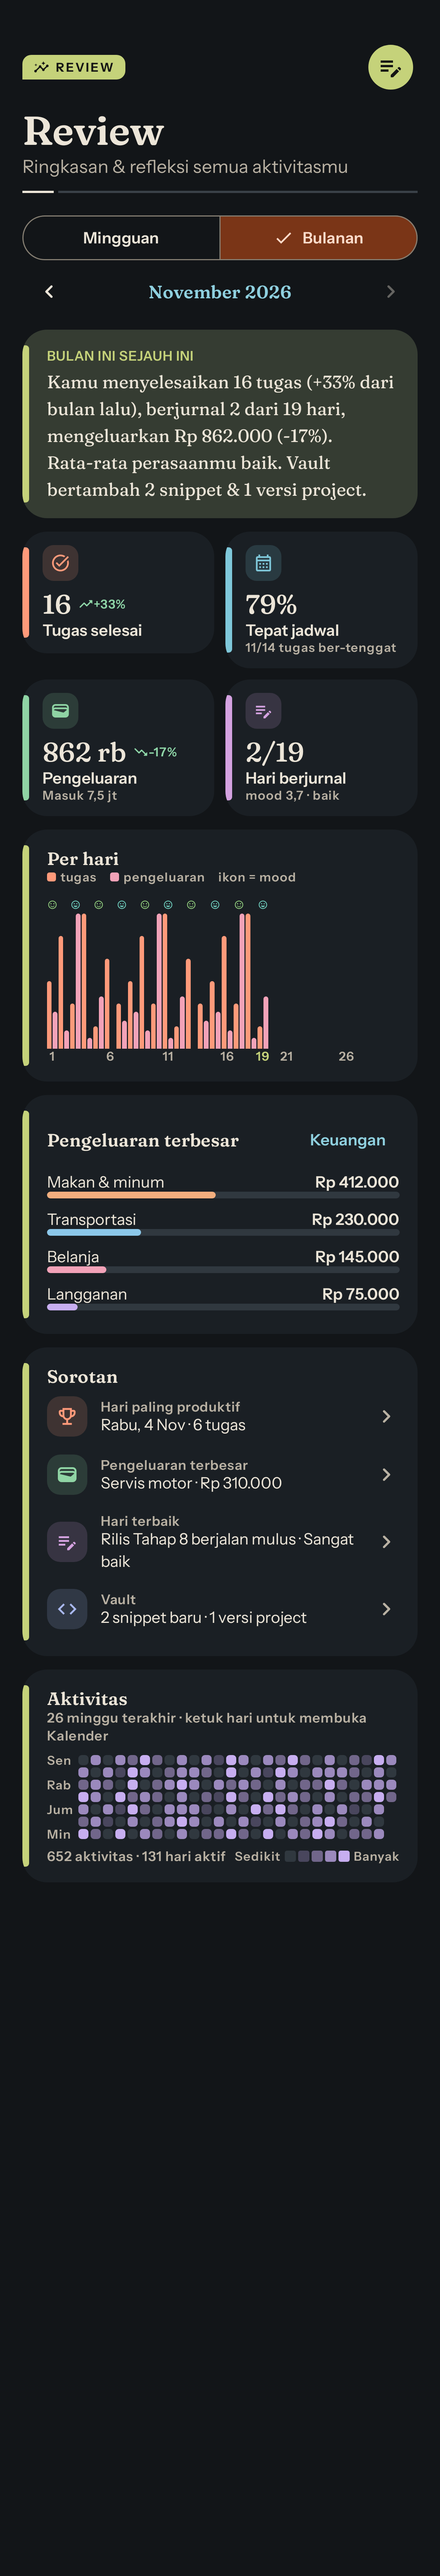 REVIEW
Review
Ringkasan & refleksi semua aktivitasmu
Mingguan
Bulanan
November 2026
BULAN INI SEJAUH INI
Kamu menyelesaikan 16 tugas (+33% dari
bulan lalu), berjurnal 2 dari 19 hari,
mengeluarkan Rp 862.000 (-17%).
Rata-rata perasaanmu baik. Vault
bertambah 2 snippet & 1 versi project.
16 +33%
Tugas selesai
79%
Tepat jadwal
11/14 tugas ber-tenggat
862 rb -17%
Pengeluaran
Masuk 7,5 jt
2/19
Hari berjurnal
mood 3,7 · baik
Per hari
tugas pengeluaran ikon = mood
1 6 11 16 19 21 26
Pengeluaran terbesar Keuangan
Makan & minum Rp 412.000
Transportasi Rp 230.000
Belanja Rp 145.000
Langganan Rp 75.000
Sorotan
Hari paling produktif
Rabu, 4 Nov · 6 tugas
Pengeluaran terbesar
Servis motor · Rp 310.000
Hari terbaik
Rilis Tahap 8 berjalan mulus · Sangat
baik
Vault
2 snippet baru · 1 versi project
Aktivitas
26 minggu terakhir · ketuk hari untuk membuka
Kalender
Sen
Rab
Jum
Min
652 aktivitas · 131 hari aktif Sedikit Banyak